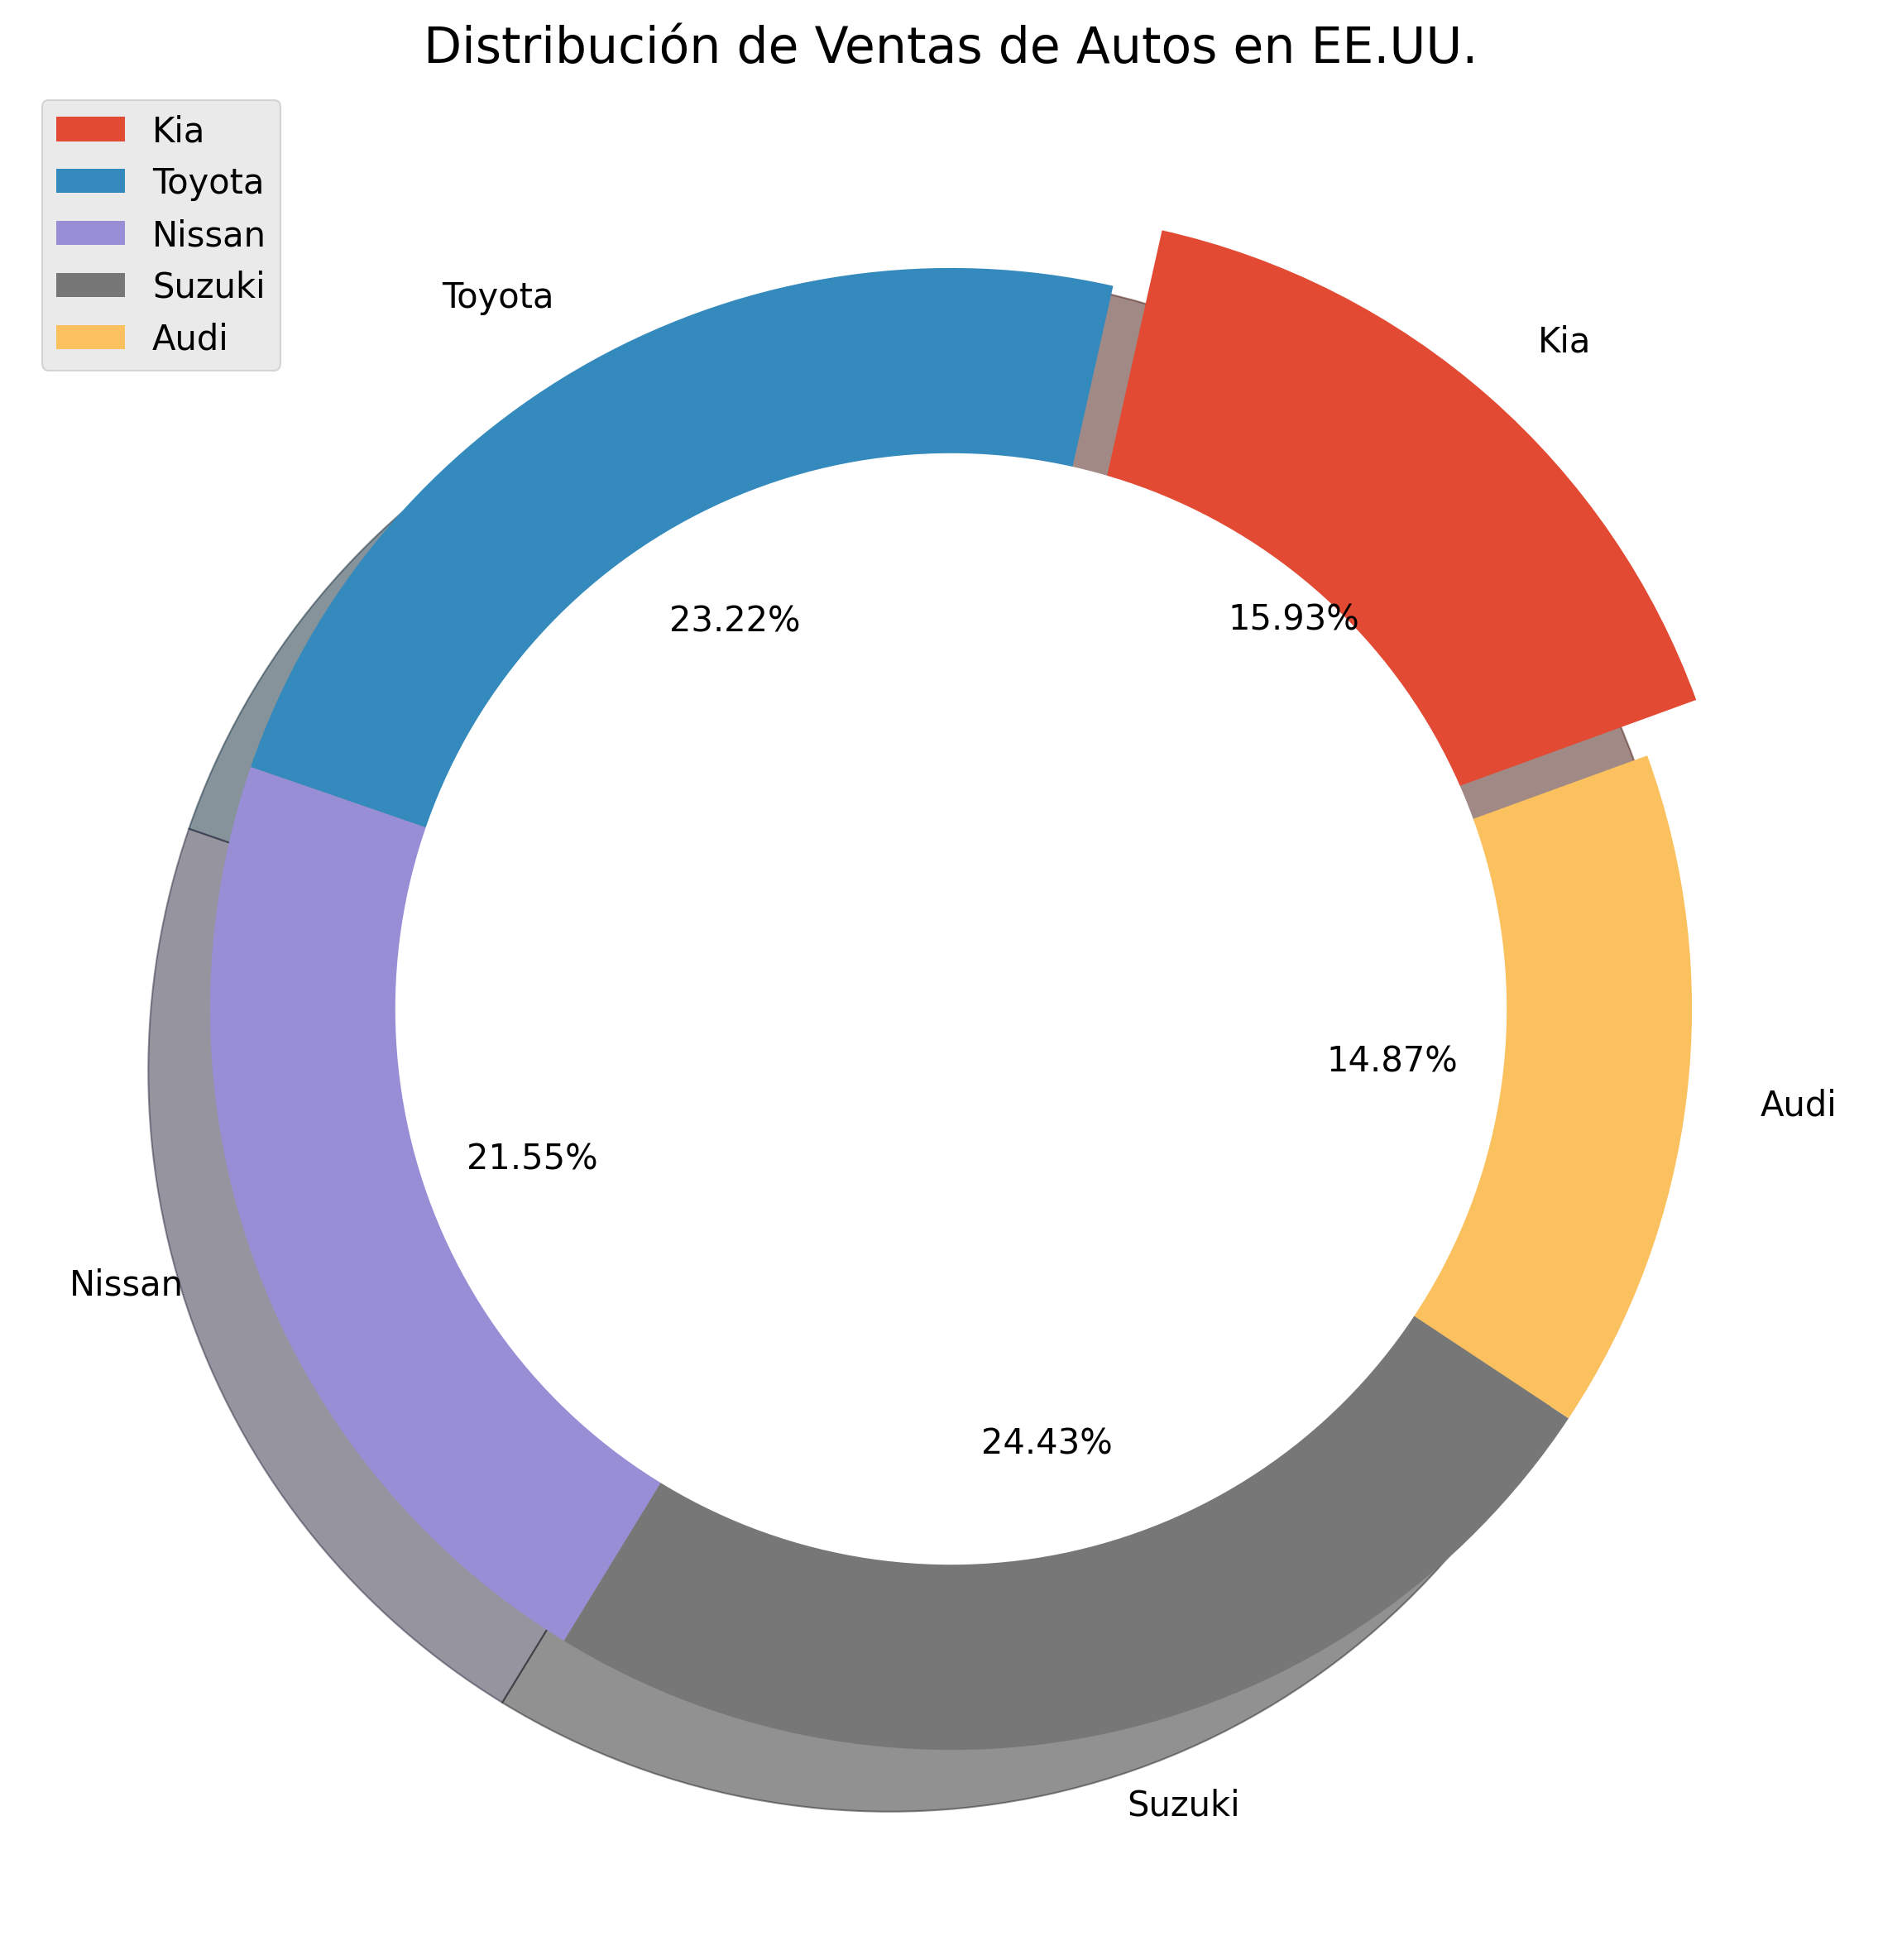 Distribución de Ventas de Autos en EE.UU.
Kia
Toyota
Nissan
Suzuki
Audi
Toyota
Kia
23.22%
15.93%
14.87%
Audi
21.55%
Nissan
24.43%
Suzuki